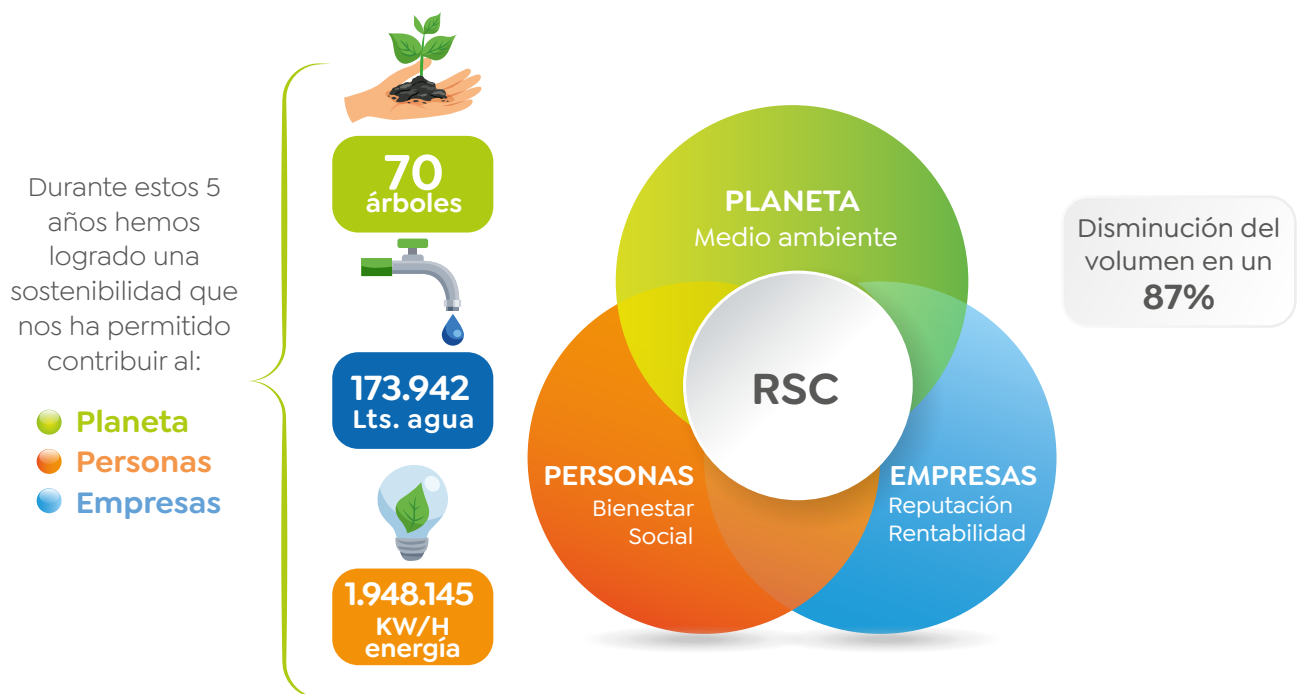 Durante estos 5
años hemos
logrado una
sostenibilidad que
nos ha permitido
contribuir al:
Planeta
Personas
Empresas
70
árboles
173.942
Lts. agua
1.948.145
KW/H
energía
PLANETA
Medio ambiente
RSC
PERSONAS
Bienestar
Social
EMPRESAS
Reputación
Rentabilidad
Disminución del
volumen en un
87%